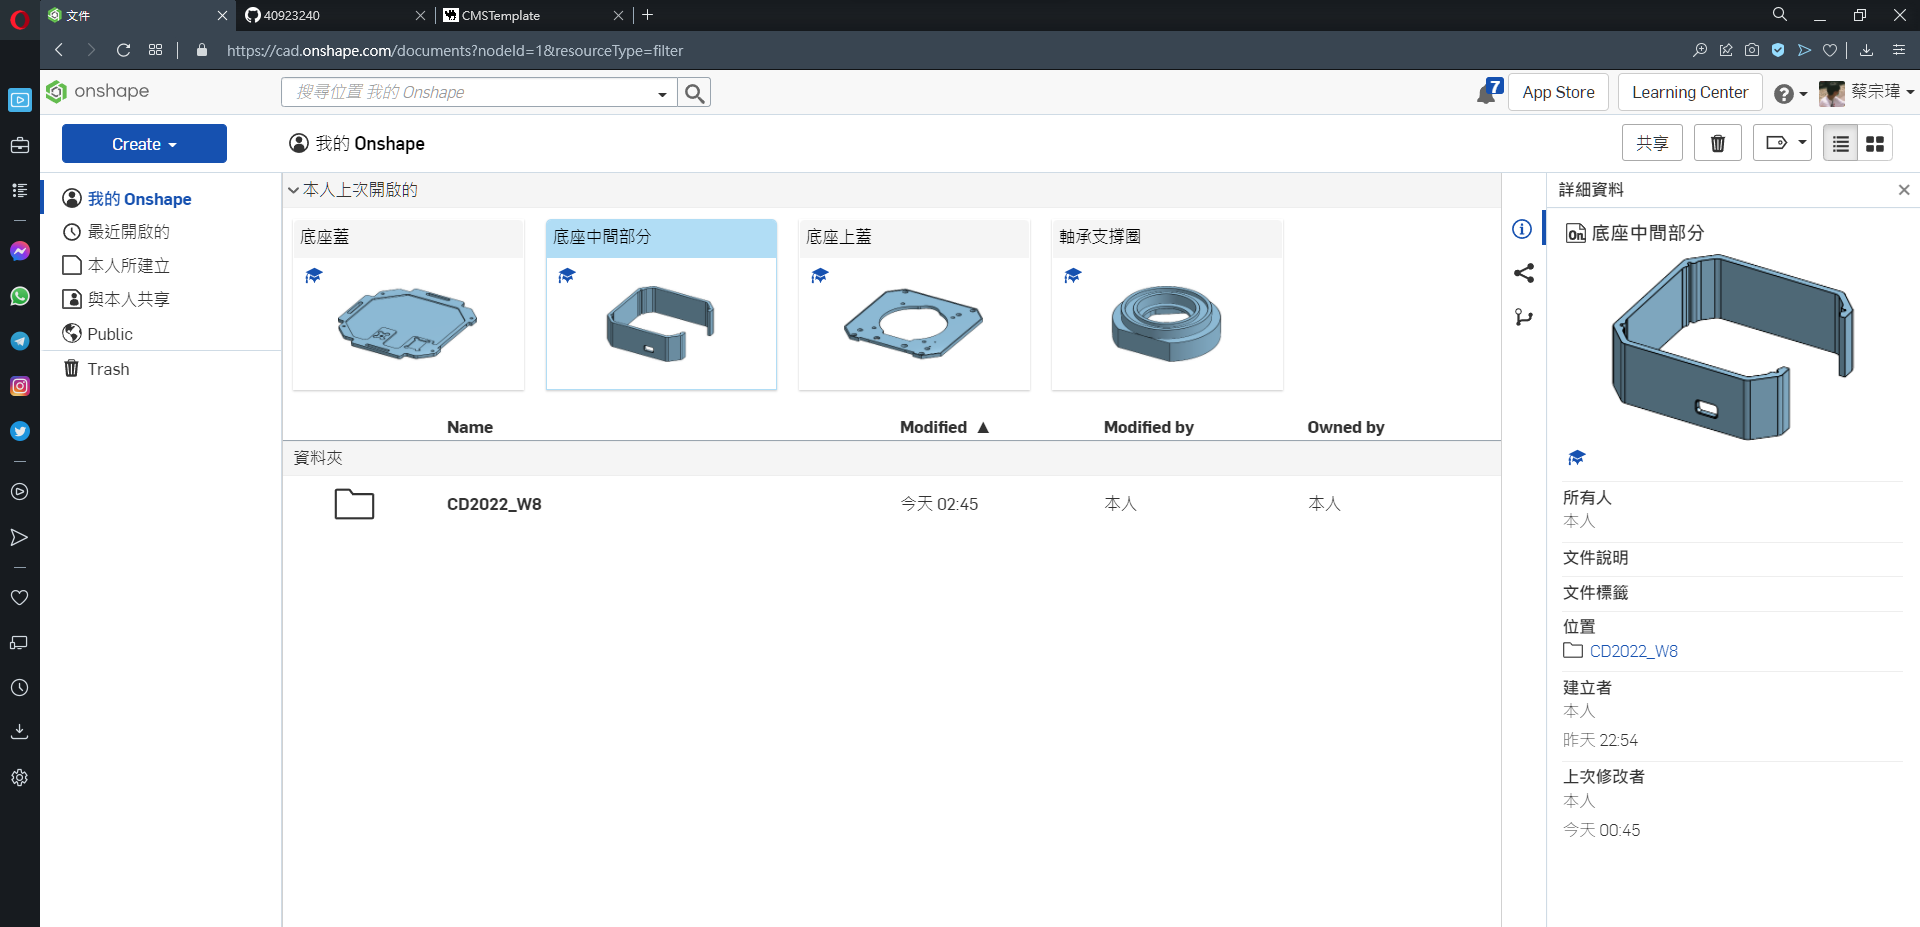 文件
40923240
CMSTemplate
https://cad.onshape.com/documents?nodeId=1&resourceType=filter
onshape
搜尋位置 我的 Onshape
7
App Store
Learning Center
蔡宗瑋
Create
我的 Onshape
共享
我的 Onshape
最近開啟的
本人所建立
與本人共享
Public
Trash
本人上次開啟的
底座蓋
底座中間部分
底座上蓋
軸承支撐圈
Name
Modified ▲
Modified by
Owned by
資料夾
CD2022_W8
今天 02:45
本人
本人
詳細資料
On
底座中間部分
所有人
本人
文件說明
文件標籤
位置
CD2022_W8
建立者
本人
昨天 22:54
上次修改者
本人
今天 00:45